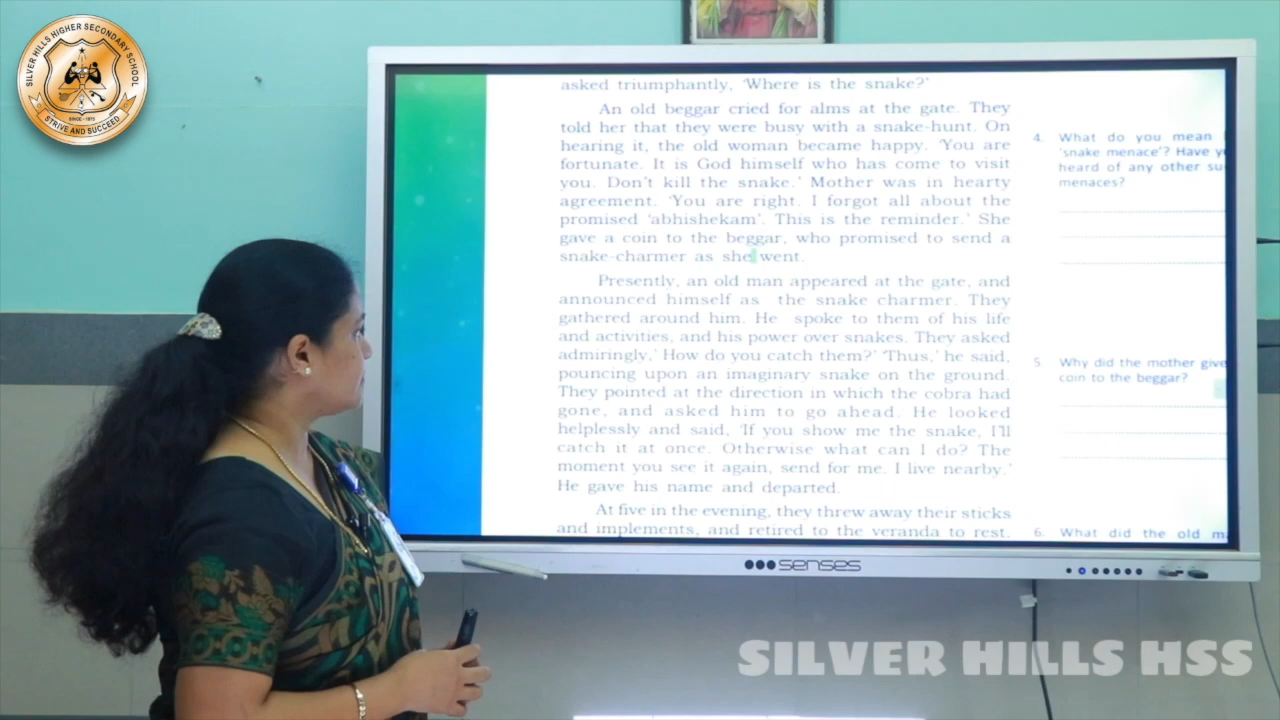 SILVER HILLS HIGHER SECONDARY SCHOOL
SINCE - 1972
STRIVE AND SUCCEED
asked triumphantly, 'Where is the snake?'
An old beggar cried for alms at the gate. They
told her that they were busy with a snake-hunt. On
hearing it, the old woman became happy. 'You are
fortunate. It is God himself who has come to visit
you. Don't kill the snake.' Mother was in hearty
agreement. 'You are right. I forgot all about the
promised 'abhishekam'. This is the reminder.' She
gave a coin to the beggar, who promised to send a
snake-charmer as she went.
Presently, an old man appeared at the gate, and
announced himself as the snake charmer. They
gathered around him. He spoke to them of his life
and activities, and his power over snakes. They asked
admiringly,' How do you catch them?' 'Thus,' he said,
pouncing upon an imaginary snake on the ground.
They pointed at the direction in which the cobra had
gone, and asked him to go ahead. He looked
helplessly and said, 'If you show me the snake, I'll
catch it at once. Otherwise what can I do? The
moment you see it again, send for me. I live nearby.'
He gave his name and departed.
At five in the evening, they threw away their sticks
and implements, and retired to the veranda to rest.
4. What do you mean
'snake menace'? Have y
heard of any other su
menaces?
5. Why did the mother give
coin to the beggar?
6. What did the old m
senses
SILVER HILLS HSS